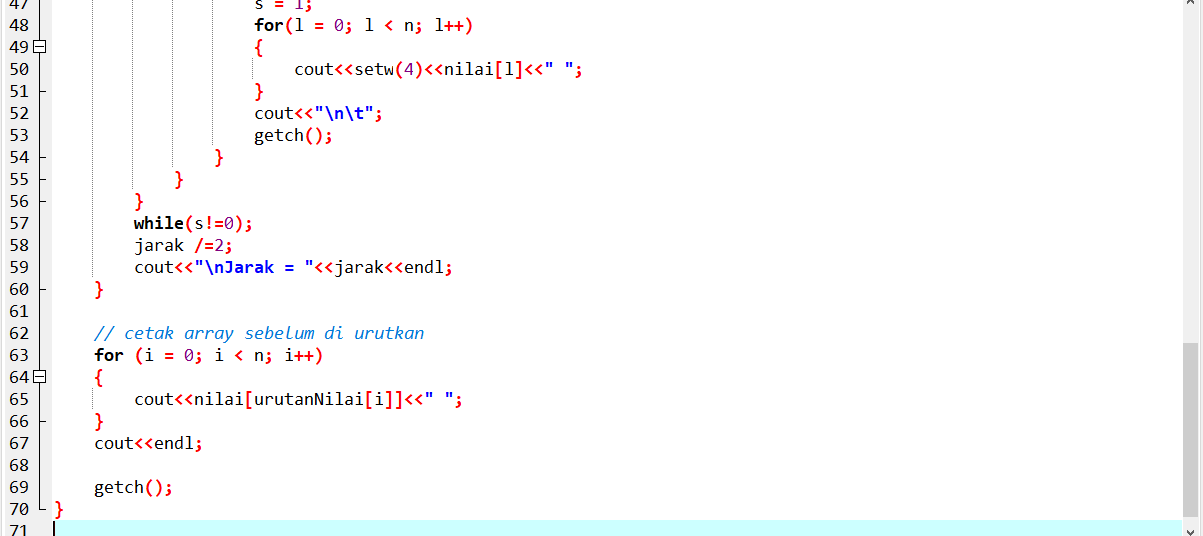 47 s = 1;
48 for(l = 0; l < n; l++)
49 {
50 cout<<setw(4)<<nilai[l]<<" ";
51 }
52 cout<<"\n\t";
53 getch();
54 }
55 }
56 }
57 while(s!=0);
58 jarak /=2;
59 cout<<"\nJarak = "<<jarak<<endl;
60 }
61
62 // cetak array sebelum di urutkan
63 for (i = 0; i < n; i++)
64 {
65 cout<<nilai[urutanNilai[i]]<<" ";
66 }
67 cout<<endl;
68
69 getch();
70 }
71